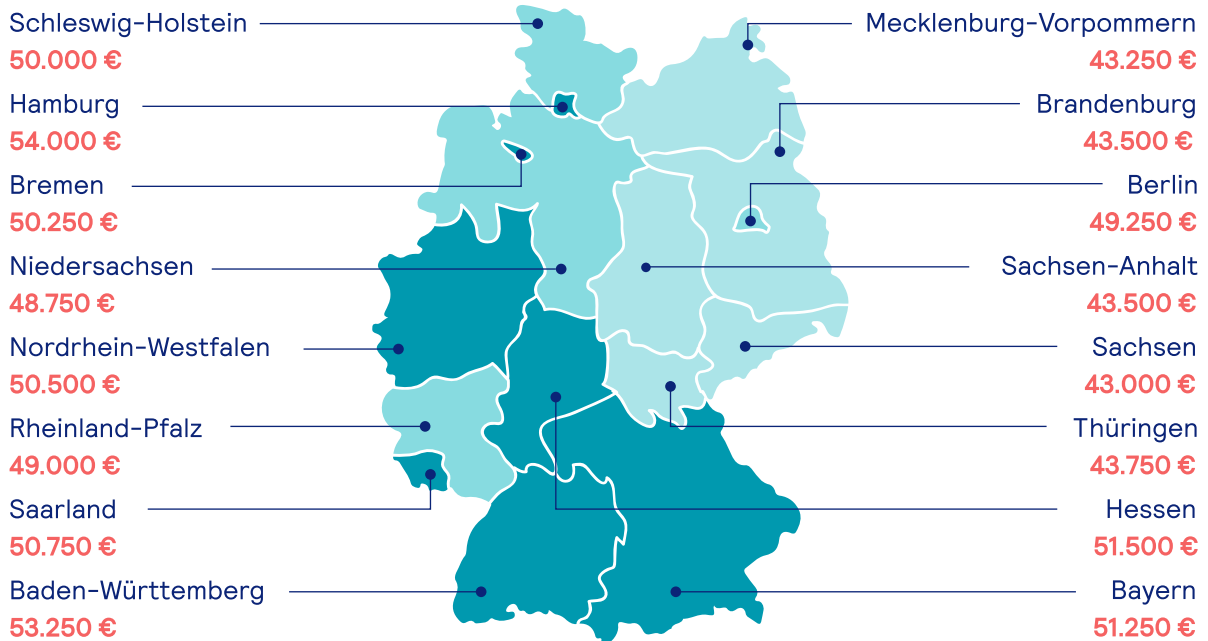 Schleswig-Holstein
50.000 €
Hamburg
54.000 €
Bremen
50.250 €
Niedersachsen
48.750 €
Nordrhein-Westfalen
50.500 €
Rheinland-Pfalz
49.000 €
Saarland
50.750 €
Baden-Württemberg
53.250 €
Mecklenburg-Vorpommern
43.250 €
Brandenburg
43.500 €
Berlin
49.250 €
Sachsen-Anhalt
43.500 €
Sachsen
43.000 €
Thüringen
43.750 €
Hessen
51.500 €
Bayern
51.250 €